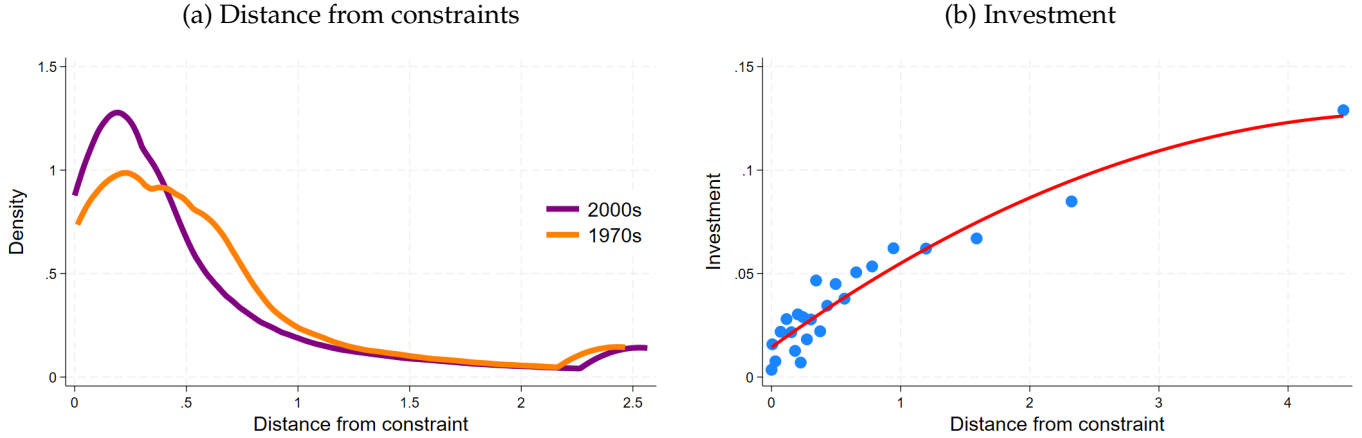 (a) Distance from constraints
1.5
1
.5
0
Density
0
.5
1
1.5
2
2.5
Distance from constraint
2000s
1970s
(b) Investment
.15
.1
.05
0
Investment
0
1
2
3
4
Distance from constraint